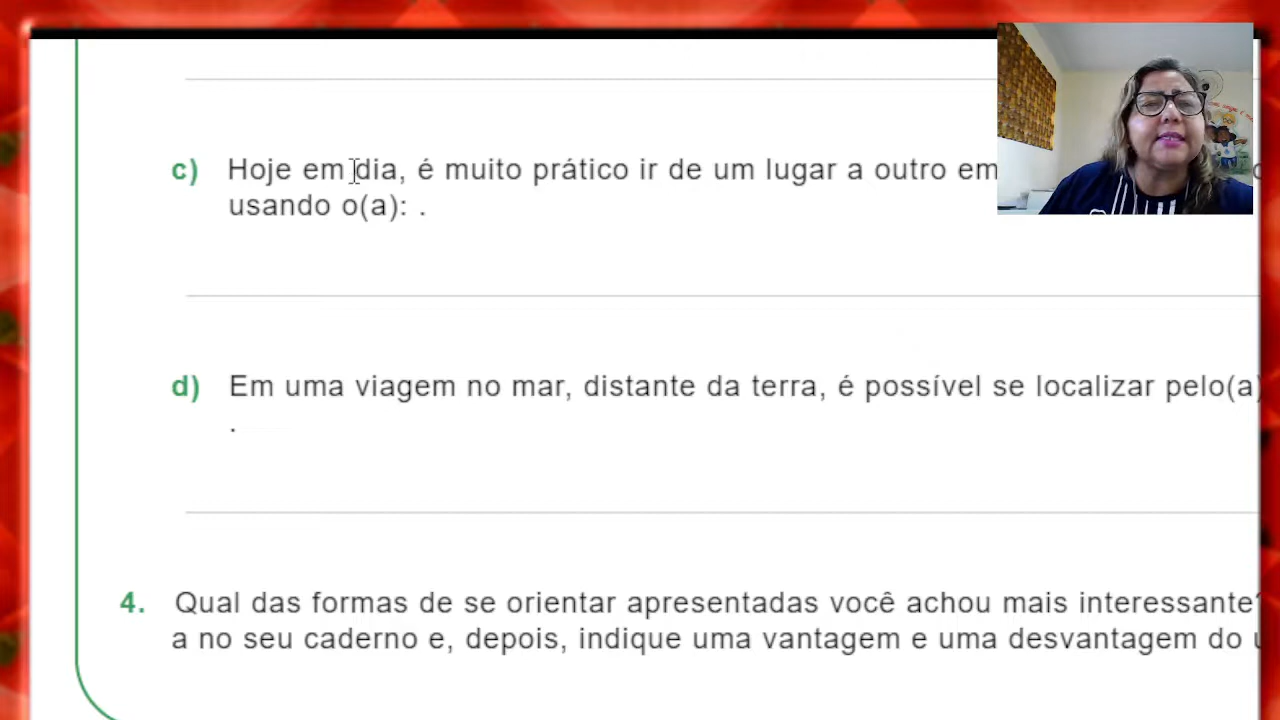 c) Hoje em dia, é muito prático ir de um lugar a outro em
usando o(a): .
d) Em uma viagem no mar, distante da terra, é possível se localizar pelo(a)
.
4. Qual das formas de se orientar apresentadas você achou mais interessante?
a no seu caderno e, depois, indique uma vantagem e uma desvantagem do